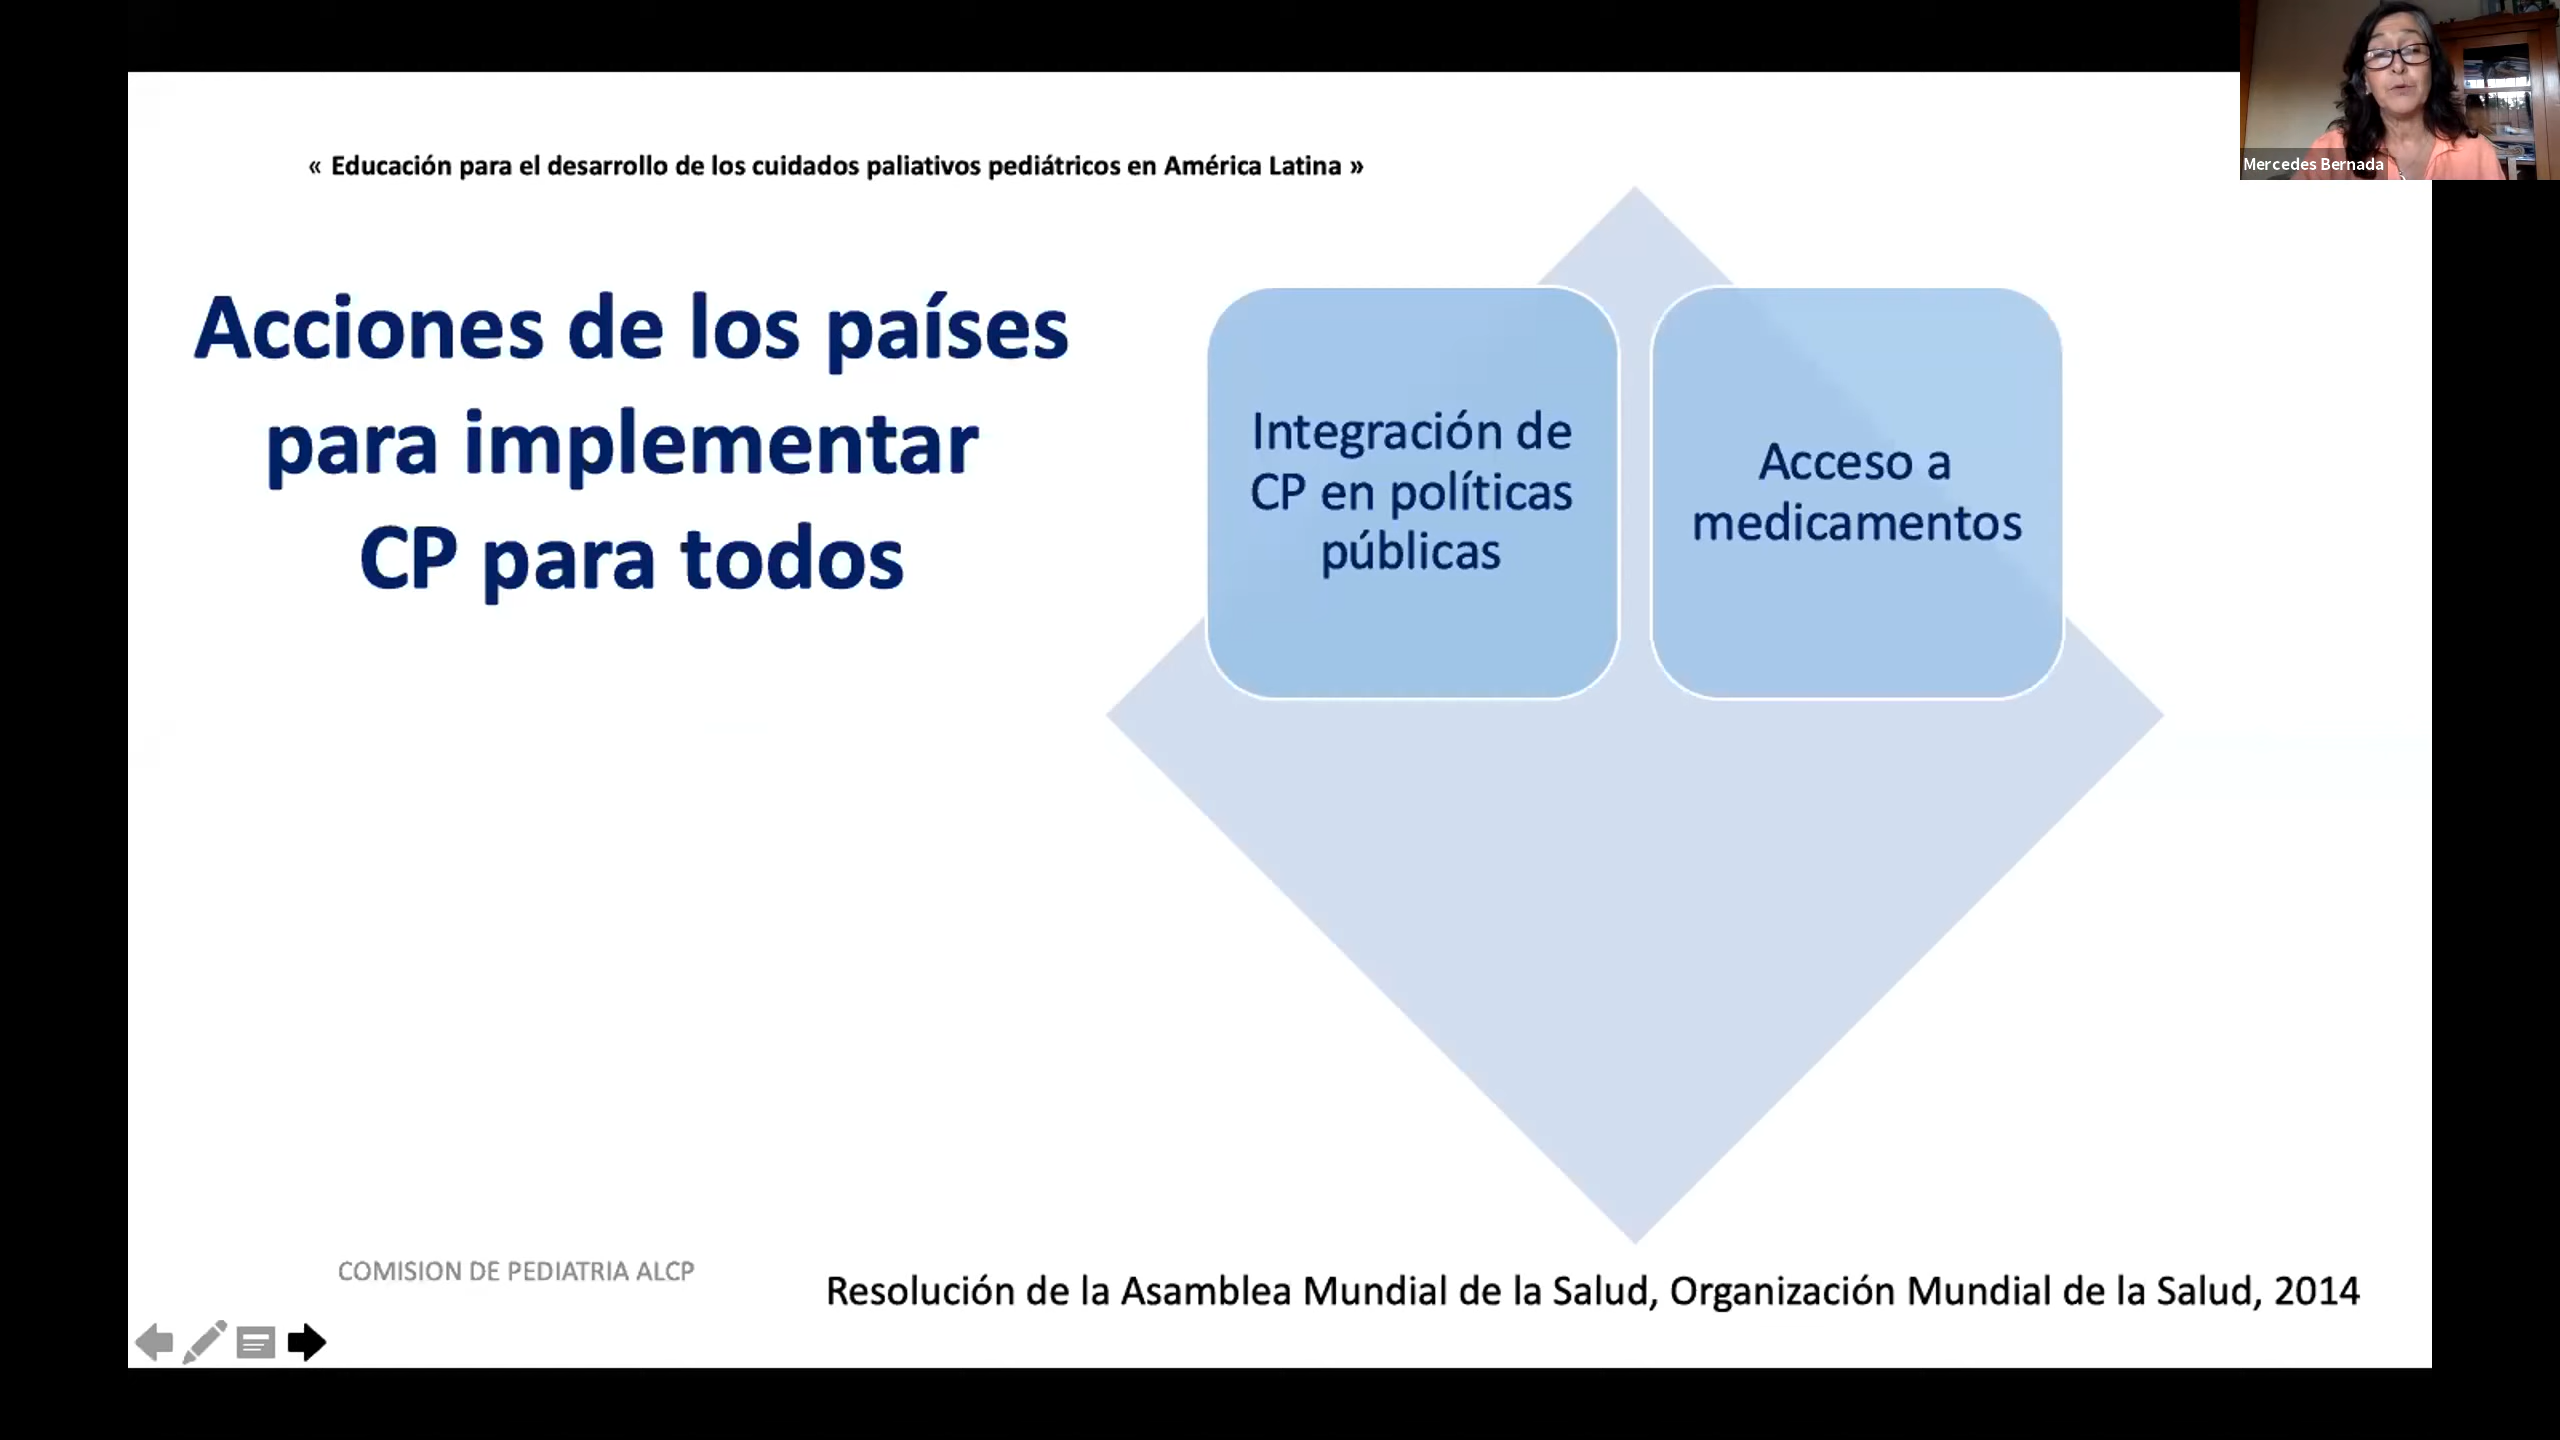 « Educación para el desarrollo de los cuidados paliativos pediátricos en América Latina »
Mercedes Bernada
Acciones de los países
para implementar
CP para todos
Integración de
CP en políticas
públicas
Acceso a
medicamentos
COMISION DE PEDIATRIA ALCP
Resolución de la Asamblea Mundial de la Salud, Organización Mundial de la Salud, 2014